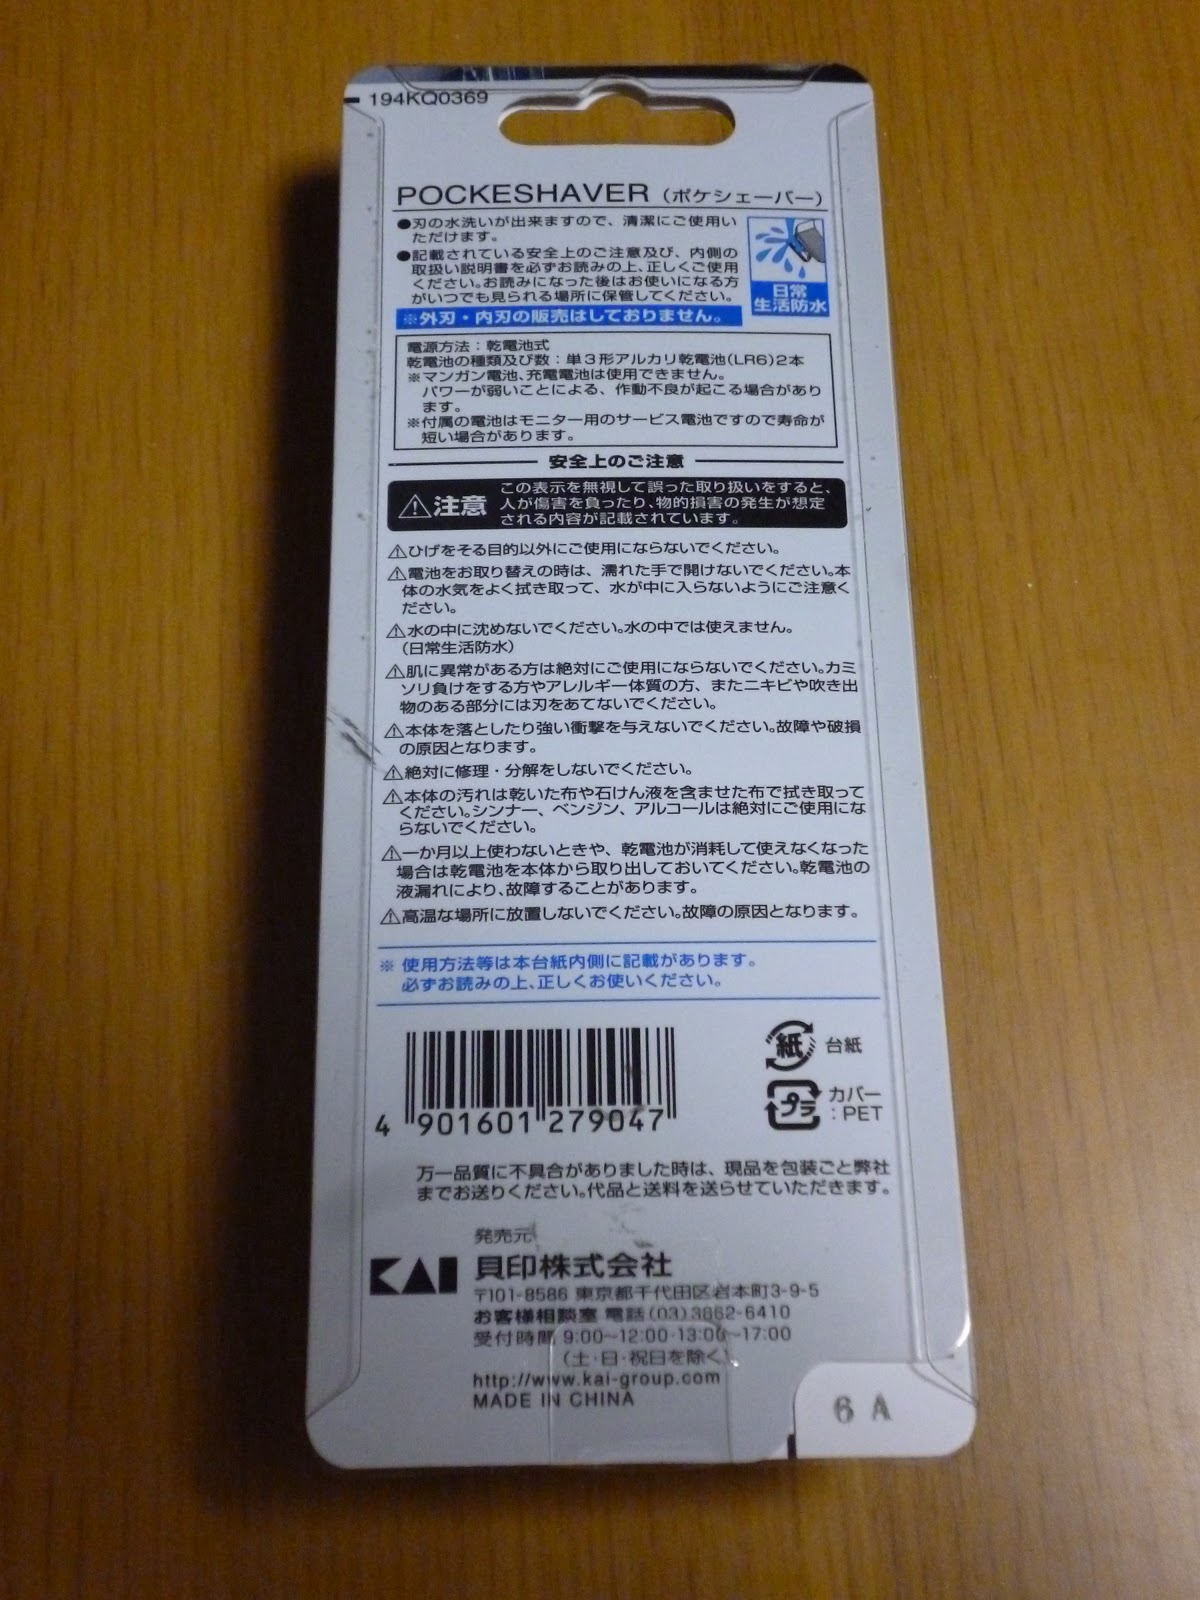 194KQ0369
POCKESHAVER（ポケシェーバー）
●刃の水洗いが出来ますので、清潔にご使用い
ただけます。
●記載されている安全上のご注意及び、内側の
取扱い説明書を必ずお読みの上、正しくご使用
ください。お読みになった後はお使いになる方
がいつでも見られる場所に保管してください。
日常
生活防水
※外刃・内刃の販売はしておりません。
電源方法：乾電池式
乾電池の種類及び数：単3形アルカリ乾電池(LR6)2本
※マンガン電池、充電電池は使用できません。
パワーが弱いことによる、作動不良が起こる場合があり
ます。
※付属の電池はモニター用のサービス電池ですので寿命が
短い場合があります。
安全上のご注意
⚠注意
この表示を無視して誤った取り扱いをすると、
人が傷害を負ったり、物的損害の発生が想定
される内容が記載されています。
⚠ひげをそる目的以外にご使用にならないでください。
⚠電池をお取り替えの時は、濡れた手で開けないでください。本
体の水気をよく拭き取って、水が中に入らないようにご注意く
ださい。
⚠水の中に沈めないでください。水の中では使えません。
（日常生活防水）
⚠肌に異常がある方は絶対にご使用にならないでください。カミ
ソリ負けをする方やアレルギー体質の方、またニキビや吹き出
物のある部分には刃をあてないでください。
⚠本体を落としたり強い衝撃を与えないでください。故障や破損
の原因となります。
⚠絶対に修理・分解をしないでください。
⚠本体の汚れは乾いた布や石けん液を含ませた布で拭き取って
ください。シンナー、ベンジン、アルコールは絶対にご使用にな
らないでください。
⚠一か月以上使わないときや、乾電池が消耗して使えなくなった
場合は乾電池を本体から取り出しておいてください。乾電池の
液漏れにより、故障することがあります。
⚠高温な場所に放置しないでください。故障の原因となります。
※ 使用方法等は本台紙内側に記載があります。
必ずお読みの上、正しくお使いください。
紙 台紙
プラ カバー
：PET
4 901601 279047
万一品質に不具合がありました時は、現品を包装ごと弊社
までお送りください。代品と送料を送らせていただきます。
発売元
KAI 貝印株式会社
〒101-8586 東京都千代田区岩本町3-9-5
お客様相談室 電話(03)3862-6410
受付時間 9:00〜12:00・13:00〜17:00
（土・日・祝日を除く）
http://www.kai-group.com
MADE IN CHINA
6 A